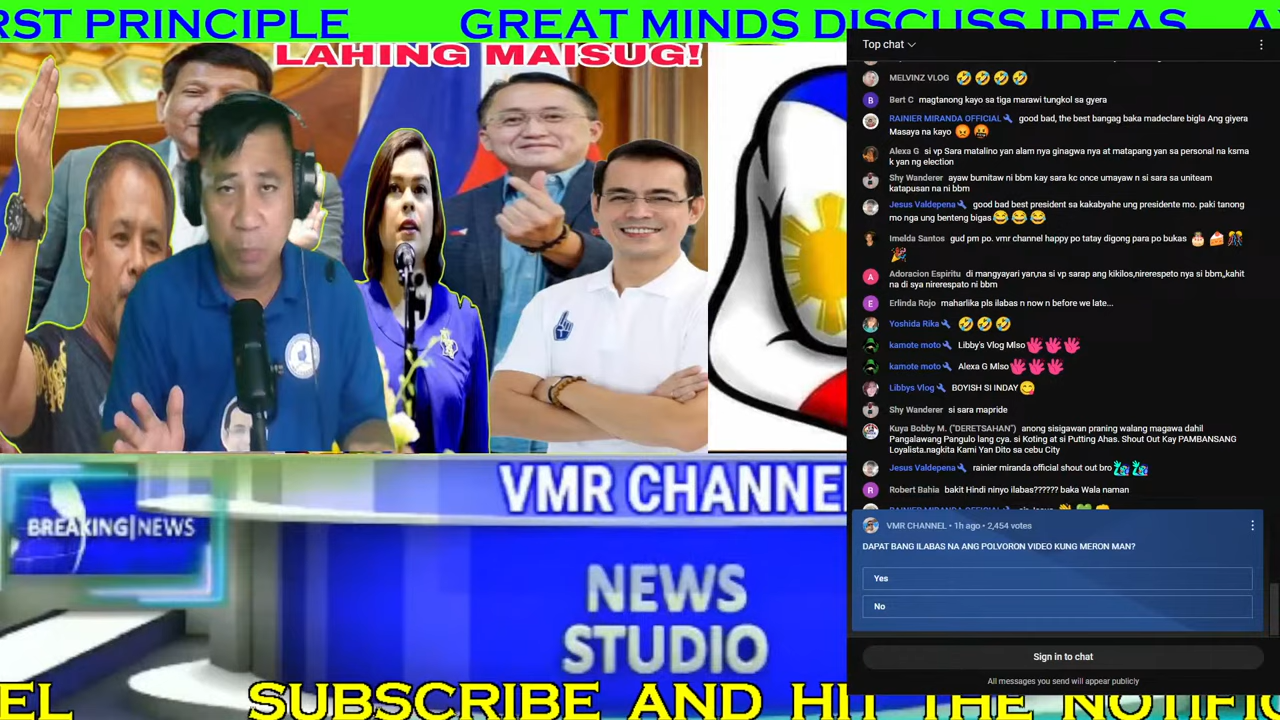 RST PRINCIPLE GREAT MINDS DISCUSS IDEAS
LAHING MAISUG!
BREAKING|NEWS
VMR CHANNEL
NEWS
STUDIO
EL SUBSCRIBE AND HIT THE NOTIFIC
Top chat
MELVINZ VLOG 🤣🤣🤣🤣
Bert C magtanong kayo sa tiga marawi tungkol sa gyera
RAINIER MIRANDA OFFICIAL good bad, the best bangag baka madeclare bigla Ang giyera
Masaya na kayo 😡🤬
Alexa G si vp Sara matalino yan alam nya ginagwa nya at matapang yan sa personal na ksma
k yan ng election
Shy Wanderer ayaw bumitaw ni bbm kay sara kc once umayaw n si sara sa uniteam
katapusan na ni bbm
Jesus Valdepena good bad best president sa kakabyahe ung presidente mo. paki tanong
mo nga ung benteng bigas 😂😂😂
Imelda Santos gud pm po. vmr channel happy po tatay digong para po bukas 🎂🍰🎊
🎉
Adoracion Espiritu di mangyayari yan,na si vp sarap ang kikilos,nirerespeto nya si bbm,,kahit
na di sya nirerespato ni bbm
Erlinda Rojo maharlika pls ilabas n now n before we late...
Yoshida Rika 🤣🤣🤣
kamote moto Libby's Vlog Mlso
kamote moto Alexa G Mlso
Libbys Vlog BOYISH SI INDAY 😋
Shy Wanderer si sara mapride
Kuya Bobby M. ("DERETSAHAN") anong sisigawan praning walang magawa dahil
Pangalawang Pangulo lang cya. si Koting at si Putting Ahas. Shout Out Kay PAMBANSANG
Loyalista.nagkita Kami Yan Dito sa cebu City
Jesus Valdepena rainier miranda official shout out bro
Robert Bahia bakit Hindi ninyo ilabas?????? baka Wala naman
VMR CHANNEL • 1h ago • 2,454 votes
DAPAT BANG ILABAS NA ANG POLVORON VIDEO KUNG MERON MAN?
Yes
No
Sign in to chat
All messages you send will appear publicly